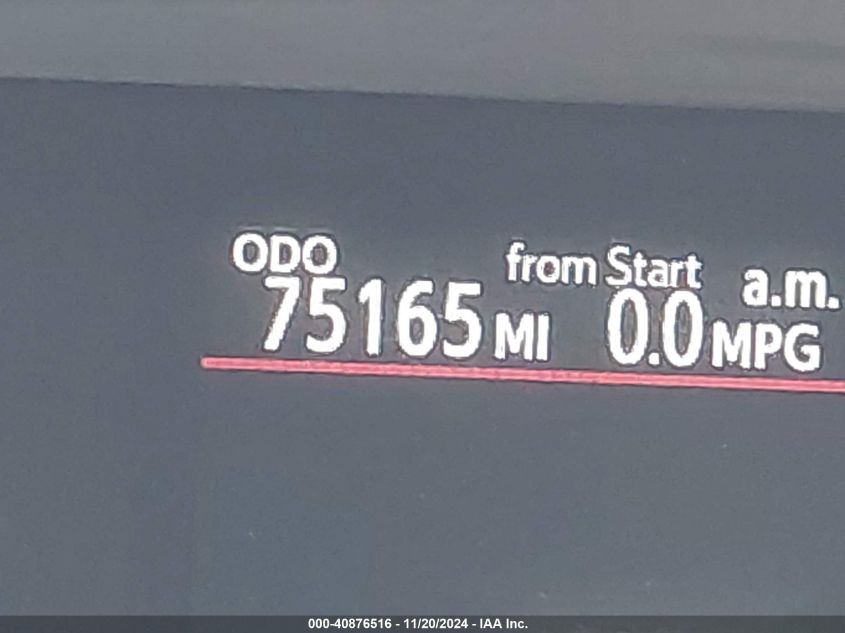 ODO from Start a.m.
75165 MI 0.0 MPG
000-40876516 - 11/20/2024 - IAA Inc.